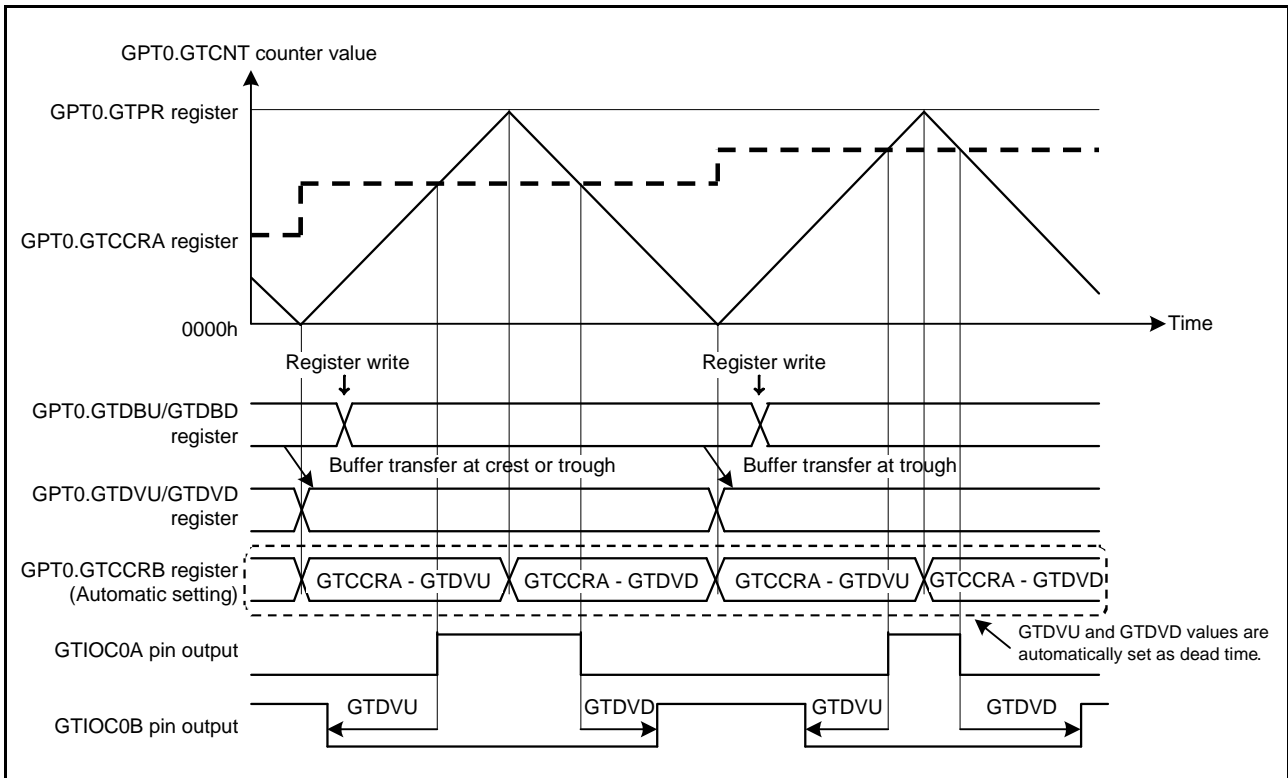 GPT0.GTCNT counter value
GPT0.GTPR register
GPT0.GTCCRA register
0000h
Time
Register write
Register write
GPT0.GTDBU/GTDBD
register
Buffer transfer at crest or trough
Buffer transfer at trough
GPT0.GTDVU/GTDVD
register
GPT0.GTCCRB register
(Automatic setting)
GTCCRA - GTDVU
GTCCRA - GTDVD
GTCCRA - GTDVU
GTCCRA - GTDVD
GTDVU and GTDVD values are
automatically set as dead time.
GTIOC0A pin output
GTIOC0B pin output
GTDVU
GTDVD
GTDVU
GTDVD